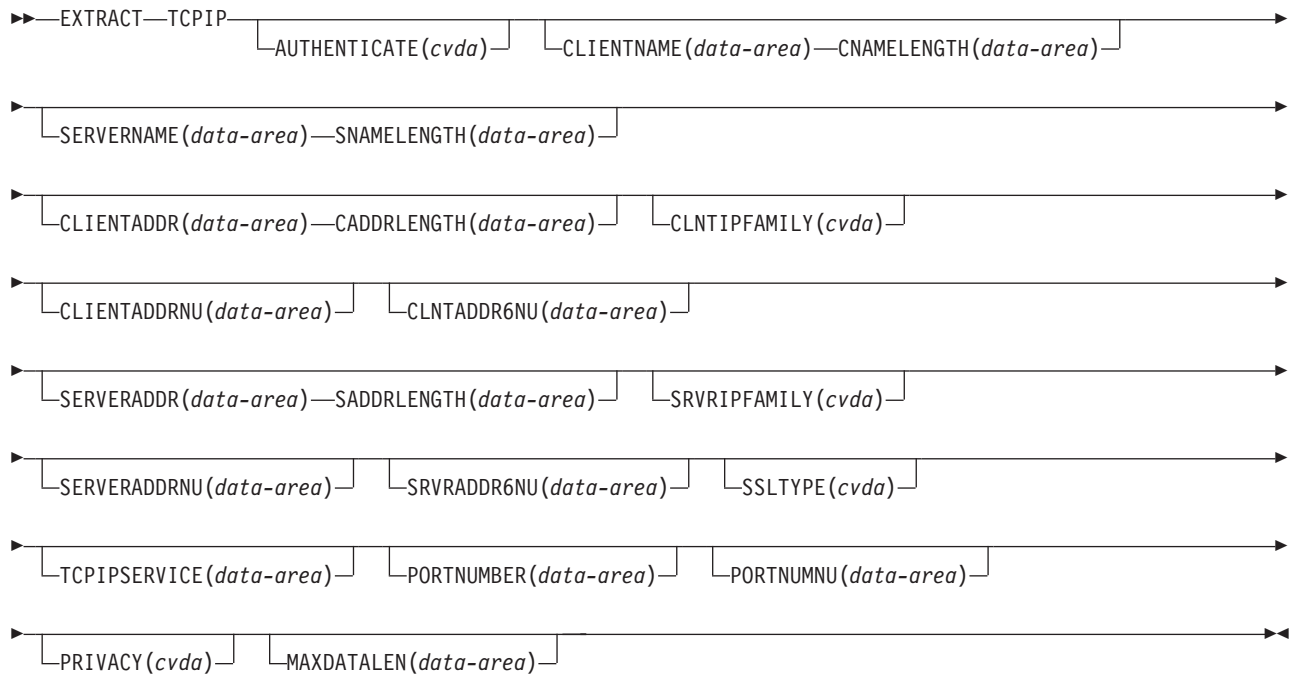 EXTRACT TCPIP
AUTHENTICATE(cvda) CLIENTNAME(data-area) CNAMELENGTH(data-area)
SERVERNAME(data-area) SNAMELENGTH(data-area)
CLIENTADDR(data-area) CADDRLENGTH(data-area) CLNTIPFAMILY(cvda)
CLIENTADDRNU(data-area) CLNTADDR6NU(data-area)
SERVERADDR(data-area) SADDRLENGTH(data-area) SRVRIPFAMILY(cvda)
SERVERADDRNU(data-area) SRVRADDR6NU(data-area) SSLTYPE(cvda)
TCPIPSERVICE(data-area) PORTNUMBER(data-area) PORTNUMNU(data-area)
PRIVACY(cvda) MAXDATALEN(data-area)